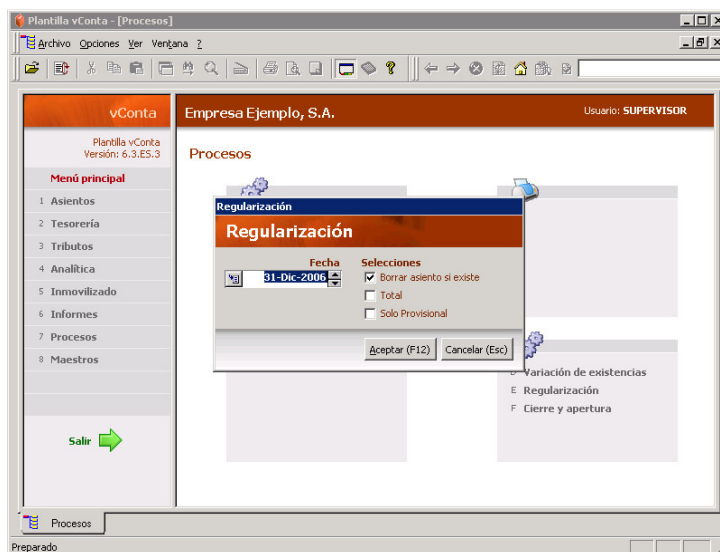 Plantilla vConta - [Procesos]
Archivo Opciones Ver Ventana ?
vConta
Empresa Ejemplo, S.A.
Usuario: SUPERVISOR
Plantilla vConta
Versión: 6.3.ES.3
Procesos
Menú principal
1 Asientos
2 Tesorería
3 Tributos
4 Analítica
5 Inmovilizado
6 Informes
7 Procesos
8 Maestros
Salir
Regularización
Regularización
Fecha
31-Dic-2006
Selecciones
Borrar asiento si existe
Total
Solo Provisional
Aceptar (F12)
Cancelar (Esc)
Variación de existencias
E Regularización
F Cierre y apertura
Procesos
Preparado